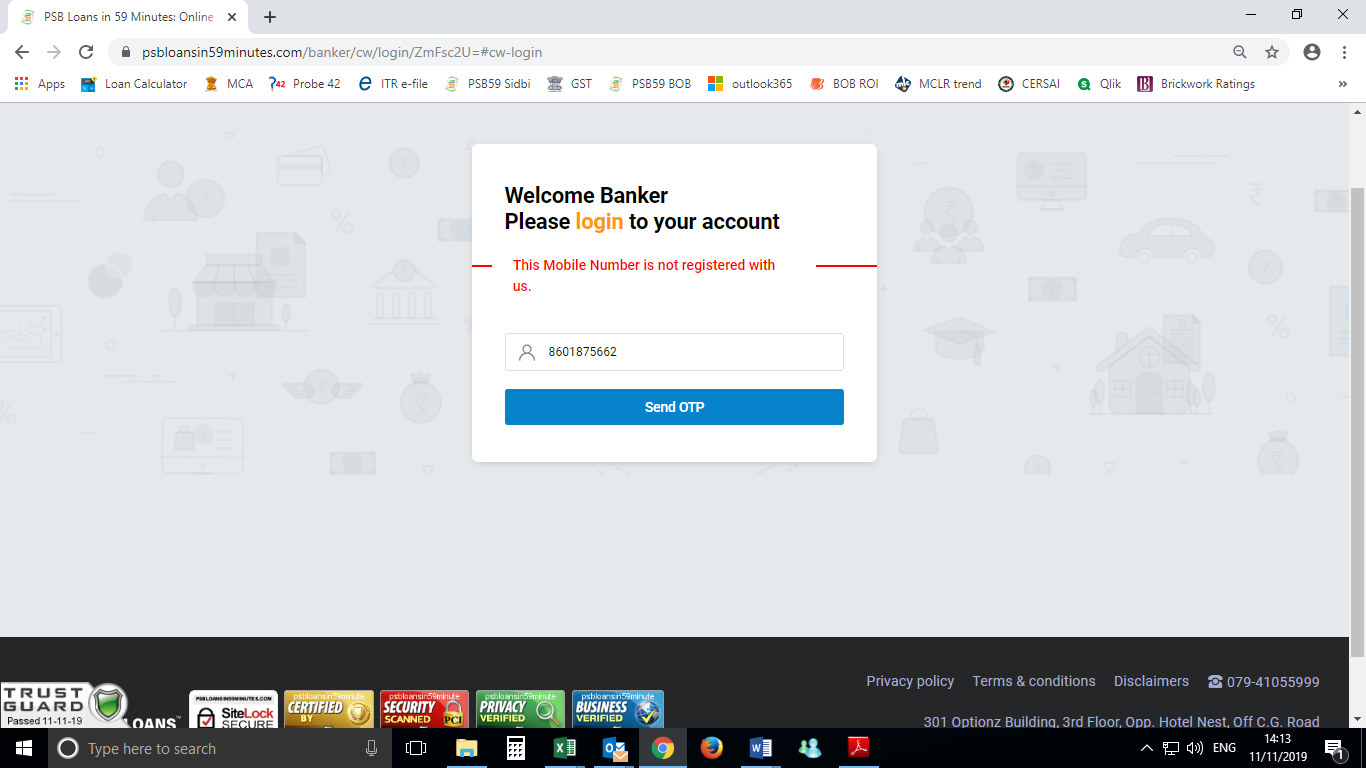 PSB Loans in 59 Minutes: Online
psbloansin59minutes.com/banker/cw/login/ZmFsc2U=#cw-login
Apps Loan Calculator MCA Probe 42 ITR e-file PSB59 Sidbi GST PSB59 BOB outlook365 BOB ROI MCLR trend CERSAI Qlik Brickwork Ratings »
Welcome Banker
Please login to your account
This Mobile Number is not registered with
us.
8601875662
Send OTP
Privacy policy Terms & conditions Disclaimers 079-41055999
301 Optionz Building, 3rd Floor, Opp. Hotel Nest, Off C.G. Road
TRUST
GUARD
Passed 11-11-19
LOANS™
PSBLOANSIN59MINUTES.COM
SiteLock
SECURE
psbloansin59minute
CERTIFIED
BY
psbloansin59minute
SECURITY
SCANNED PCI
psbloansin59minute
PRIVACY
VERIFIED
psbloansin59minute
BUSINESS
VERIFIED
Type here to search
ENG
14:13
11/11/2019
1